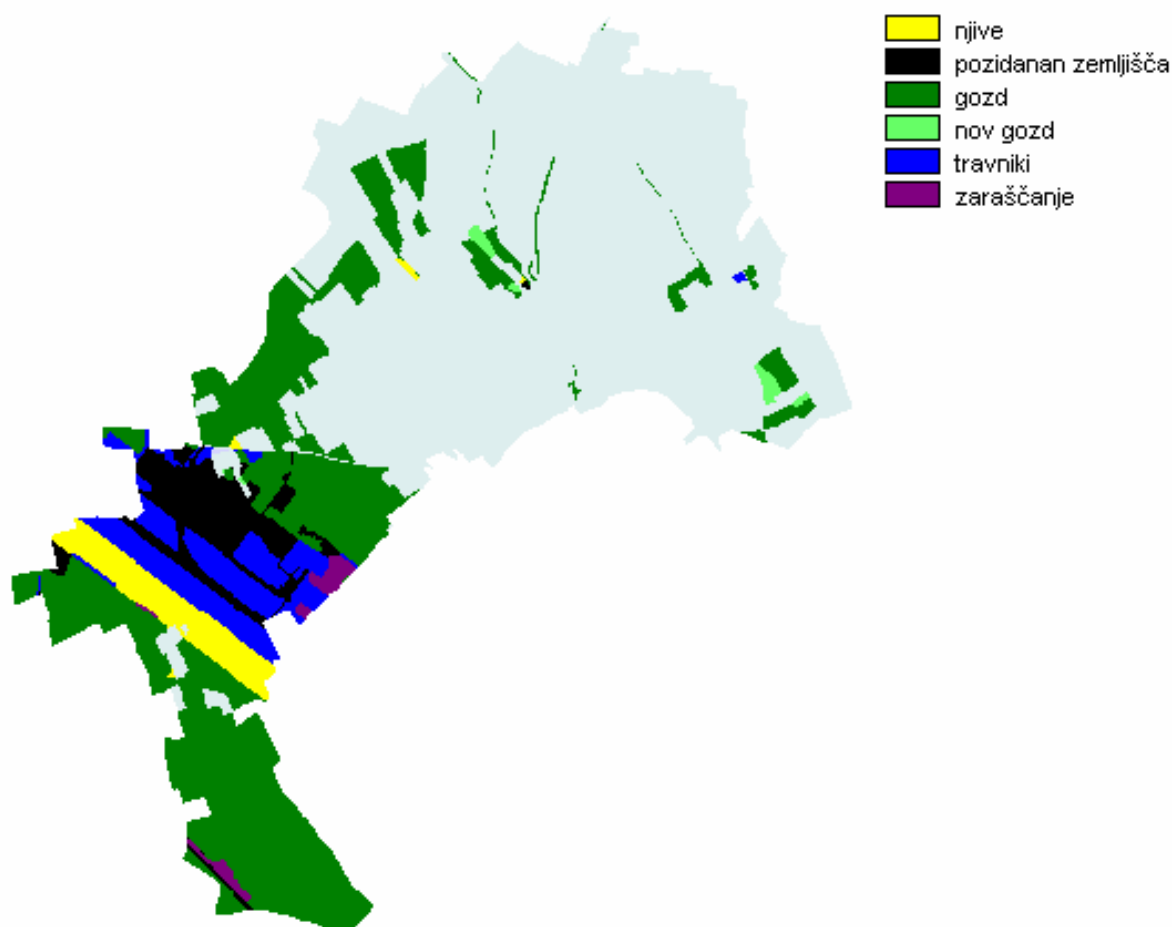 njive
pozidanan zemljišča
gozd
nov gozd
travniki
zaraščanje